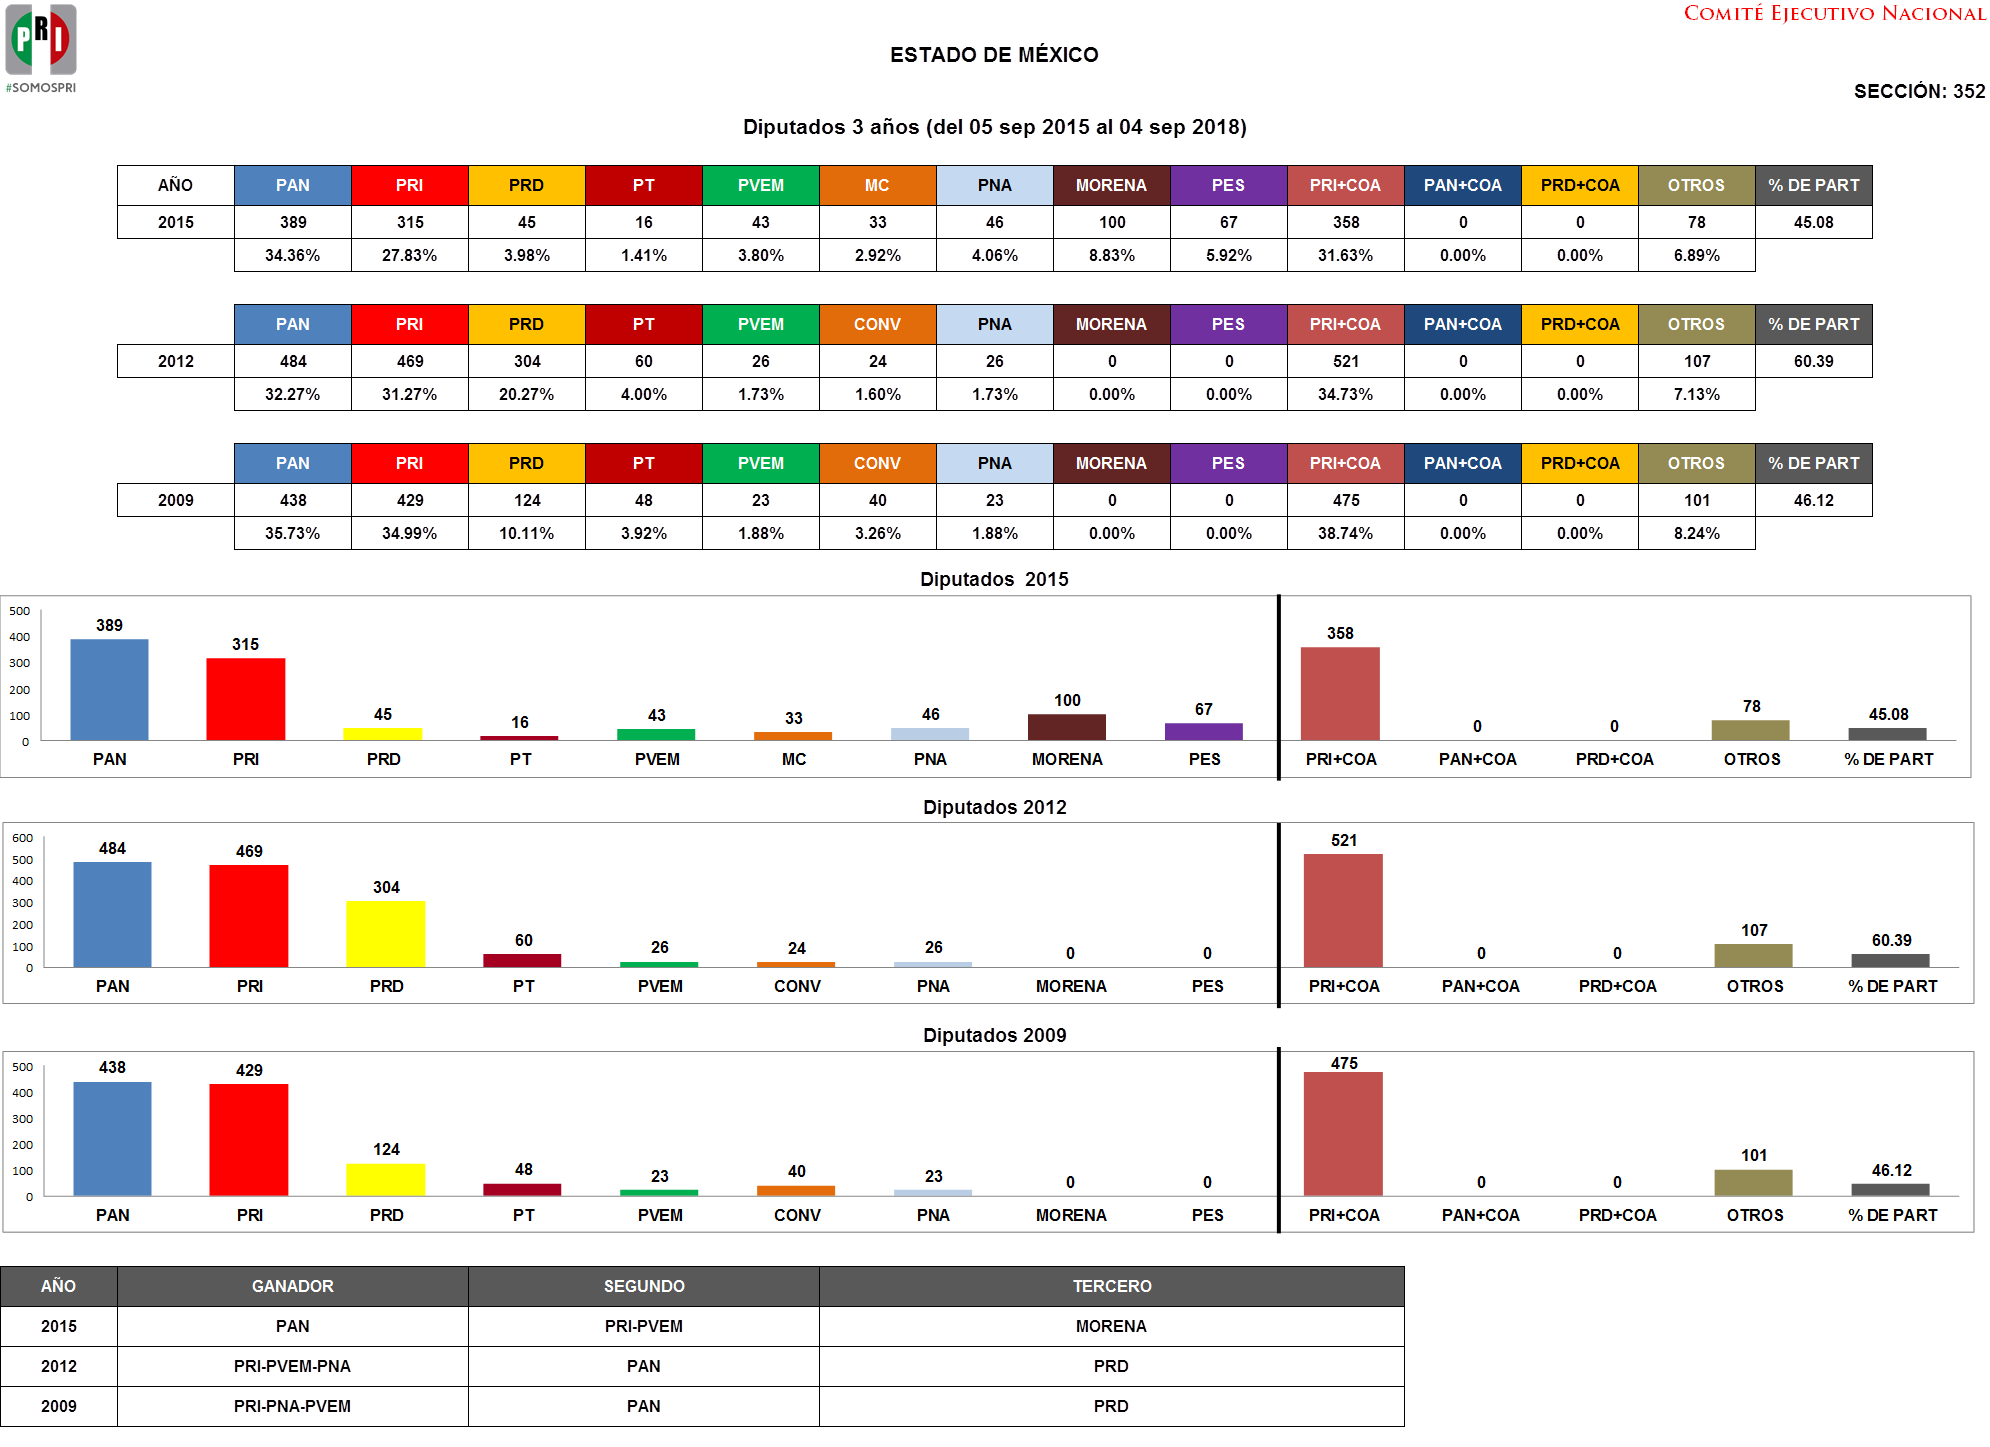 PRI
#SOMOSPRI
COMITÉ EJECUTIVO NACIONAL
ESTADO DE MÉXICO
SECCIÓN: 352
Diputados 3 años (del 05 sep 2015 al 04 sep 2018)
AÑO PAN PRI PRD PT PVEM MC PNA MORENA PES PRI+COA PAN+COA PRD+COA OTROS % DE PART
2015 389 315 45 16 43 33 46 100 67 358 0 0 78 45.08
34.36% 27.83% 3.98% 1.41% 3.80% 2.92% 4.06% 8.83% 5.92% 31.63% 0.00% 0.00% 6.89%
PAN PRI PRD PT PVEM CONV PNA MORENA PES PRI+COA PAN+COA PRD+COA OTROS % DE PART
2012 484 469 304 60 26 24 26 0 0 521 0 0 107 60.39
32.27% 31.27% 20.27% 4.00% 1.73% 1.60% 1.73% 0.00% 0.00% 34.73% 0.00% 0.00% 7.13%
PAN PRI PRD PT PVEM CONV PNA MORENA PES PRI+COA PAN+COA PRD+COA OTROS % DE PART
2009 438 429 124 48 23 40 23 0 0 475 0 0 101 46.12
35.73% 34.99% 10.11% 3.92% 1.88% 3.26% 1.88% 0.00% 0.00% 38.74% 0.00% 0.00% 8.24%
Diputados 2015
500
400
300
200
100
0
389 315 45 16 43 33 46 100 67 358 0 0 78 45.08
PAN PRI PRD PT PVEM MC PNA MORENA PES PRI+COA PAN+COA PRD+COA OTROS % DE PART
Diputados 2012
600
500
400
300
200
100
0
484 469 304 60 26 24 26 0 0 521 0 0 107 60.39
PAN PRI PRD PT PVEM CONV PNA MORENA PES PRI+COA PAN+COA PRD+COA OTROS % DE PART
Diputados 2009
500
400
300
200
100
0
438 429 124 48 23 40 23 0 0 475 0 0 101 46.12
PAN PRI PRD PT PVEM CONV PNA MORENA PES PRI+COA PAN+COA PRD+COA OTROS % DE PART
AÑO GANADOR SEGUNDO TERCERO
2015 PAN PRI-PVEM MORENA
2012 PRI-PVEM-PNA PAN PRD
2009 PRI-PNA-PVEM PAN PRD